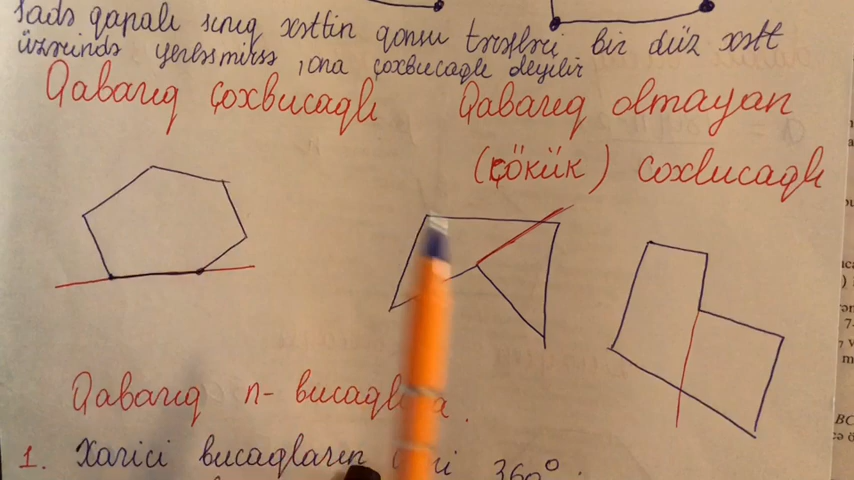 sadə qapalı sınıq xəttin qonşu tərəfləri bir düz xətt
üzərində yerləşmirsə, ona çoxbucaqlı deyilir
Qabarıq çoxbucaqlı
Qabarıq olmayan
(çökük) çoxbucaqlı
Qabarıq n-bucaqlı
1. Xarici bucaqların 360°.